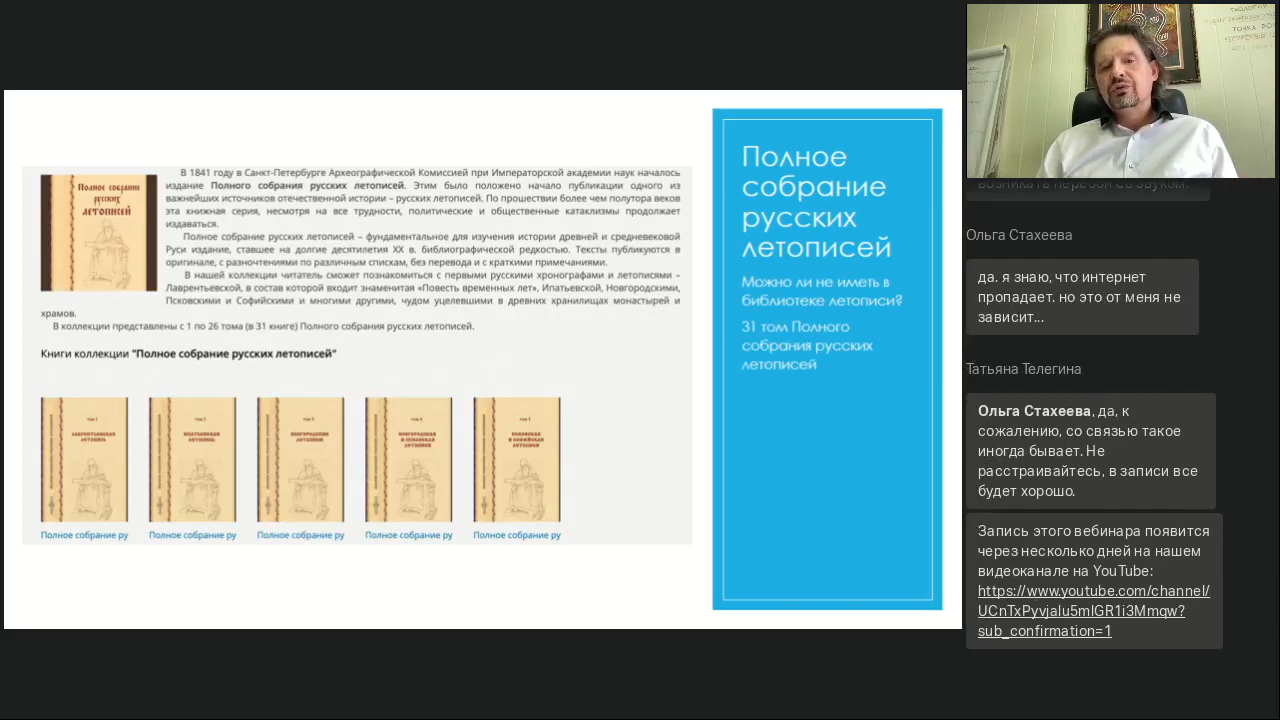 Полное собрание
русских
летописей
В 1841 году в Санкт-Петербурге Археографической Комиссией при Императорской академии наук началось
издание Полного собрания русских летописей. Этим было положено начало публикации одного из
важнейших источников отечественной истории – русских летописей. По прошествии более чем полутора веков
эта книжная серия, несмотря на все трудности, политические и общественные катаклизмы продолжает
издаваться.
Полное собрание русских летописей – фундаментальное для изучения истории древней и средневековой
Руси издание, ставшее на долгие десятилетия XX в. библиографической редкостью. Тексты публикуются в
оригинале, с разночтениями по различным спискам, без перевода и с краткими примечаниями.
В нашей коллекции читатель сможет познакомиться с первыми русскими хронографами и летописями –
Лаврентьевской, в состав которой входит знаменитая «Повесть временных лет», Ипатьевской, Новгородскими,
Псковскими и Софийскими и многими другими, чудом уцелевшими в древних хранилищах монастырей и
храмов.
В коллекции представлены с 1 по 26 тома (в 31 книге) Полного собрания русских летописей.
Книги коллекции "Полное собрание русских летописей"
Полное собрание ру
Полное собрание ру
Полное собрание ру
Полное собрание ру
Полное собрание ру
Полное
собрание
русских
летописей
Можно ли не иметь в
библиотеке летописи?
31 том Полного
собрания русских
летописей
возникать перебои со звуком.
Ольга Стахеева
да. я знаю, что интернет
пропадает. но это от меня не
зависит...
Татьяна Телегина
Ольга Стахеева, да, к
сожалению, со связью такое
иногда бывает. Не
расстраивайтесь, в записи все
будет хорошо.
Запись этого вебинара появится
через несколько дней на нашем
видеоканале на YouTube:
https://www.youtube.com/channel/
UCnTxPyvjalu5mlGR1i3Mmqw?
sub_confirmation=1